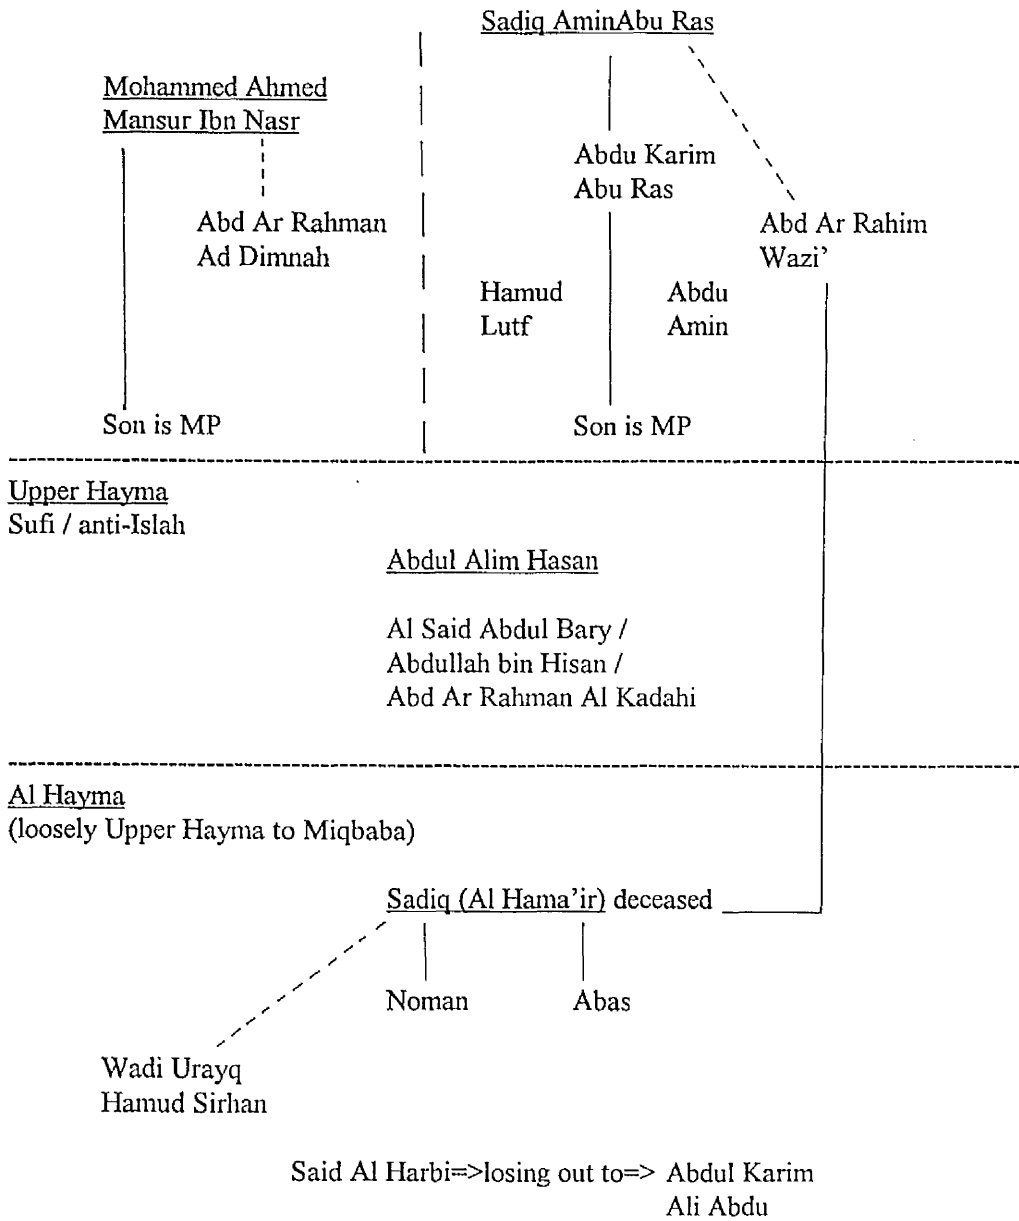 Sadiq AminAbu Ras
Mohammed Ahmed
Mansur Ibn Nasr
Abdu Karim
Abu Ras
Abd Ar Rahman
Ad Dimnah
Abd Ar Rahim
Wazi’
Hamud
Lutf
Abdu
Amin
Son is MP
Son is MP
Upper Hayma
Sufi / anti-Islah
Abdul Alim Hasan
Al Said Abdul Bary /
Abdullah bin Hisan /
Abd Ar Rahman Al Kadahi
Al Hayma
(loosely Upper Hayma to Miqbaba)
Sadiq (Al Hama’ir) deceased
Noman
Abas
Wadi Urayq
Hamud Sirhan
Said Al Harbi=>losing out to=> Abdul Karim
Ali Abdu